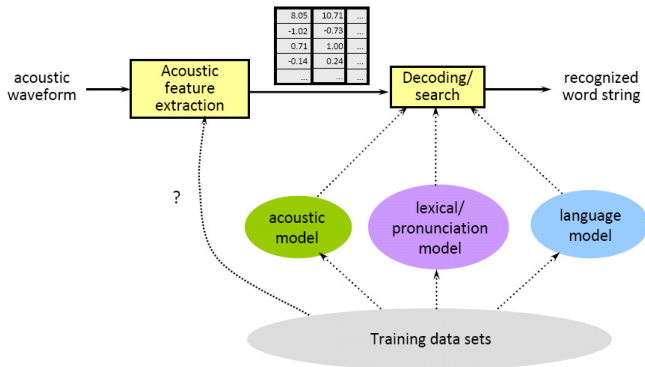 8.05 10.71 ...
-1.02 -0.73 ...
0.71 1.00 ...
-0.14 0.24 ...
... ... ...
acoustic
waveform
Acoustic
feature
extraction
Decoding/
search
recognized
word string
?
acoustic
model
lexical/
pronunciation
model
language
model
Training data sets